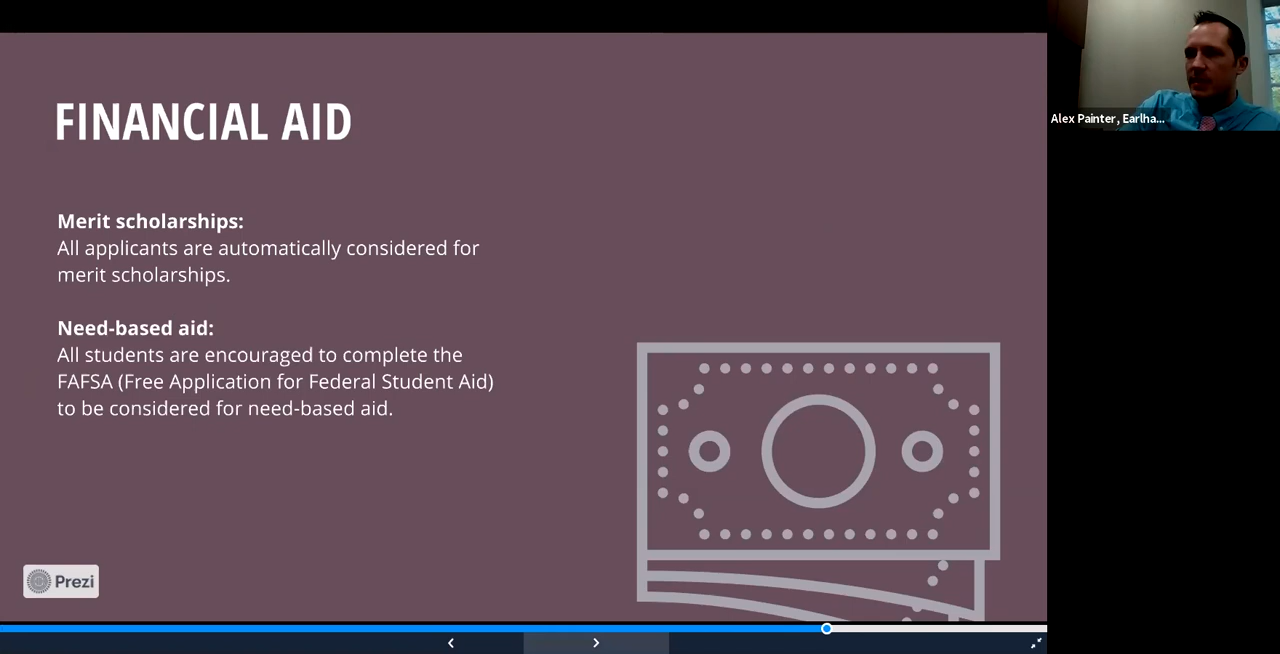 FINANCIAL AID
Merit scholarships:
All applicants are automatically considered for
merit scholarships.
Need-based aid:
All students are encouraged to complete the
FAFSA (Free Application for Federal Student Aid)
to be considered for need-based aid.
Prezi
Alex Painter, Earlha...